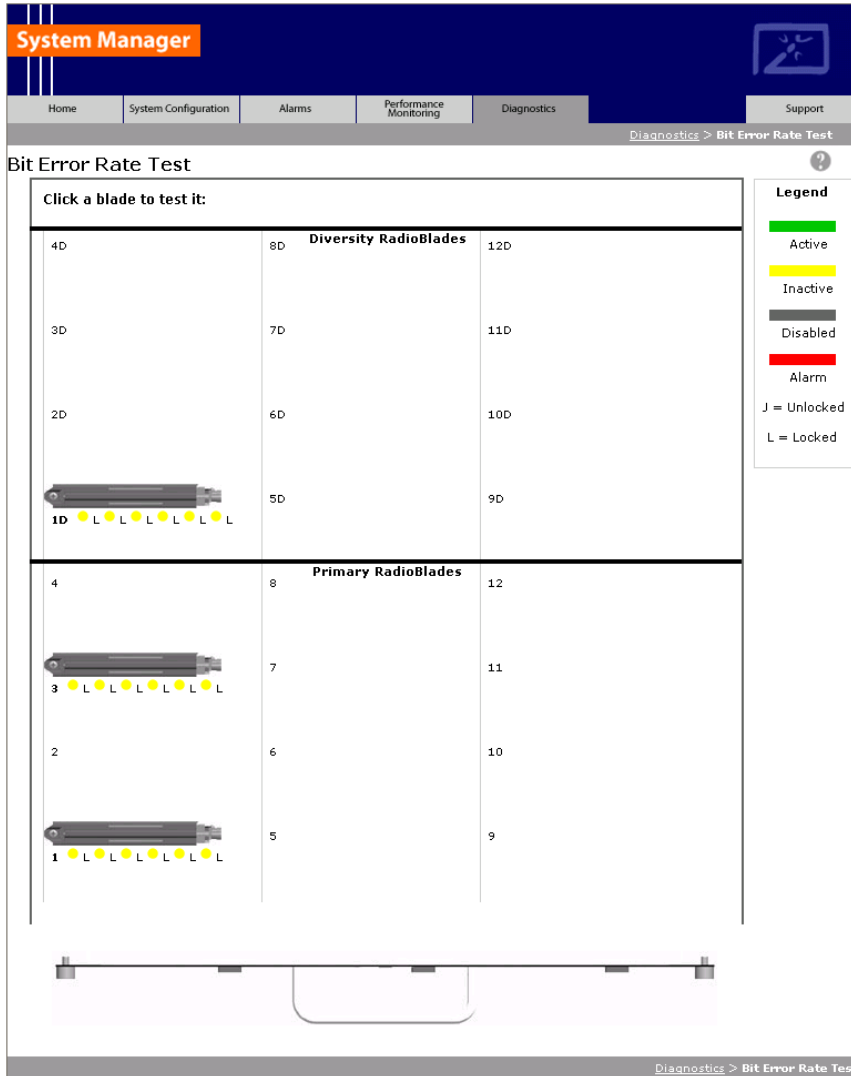 System Manager
Home System Configuration Alarms Performance Monitoring Diagnostics Support
Diagnostics > Bit Error Rate Test
Bit Error Rate Test
?
Click a blade to test it:
Diversity RadioBlades
4D 8D 12D
3D 7D 11D
2D 6D 10D
5D 9D
1D L L L L L L
Primary RadioBlades
4 8 12
7 11
3 L L L L L L
2 6 10
5 9
1 L L L L L L
Legend
Active
Inactive
Disabled
Alarm
J = Unlocked
L = Locked
Diagnostics > Bit Error Rate Tes